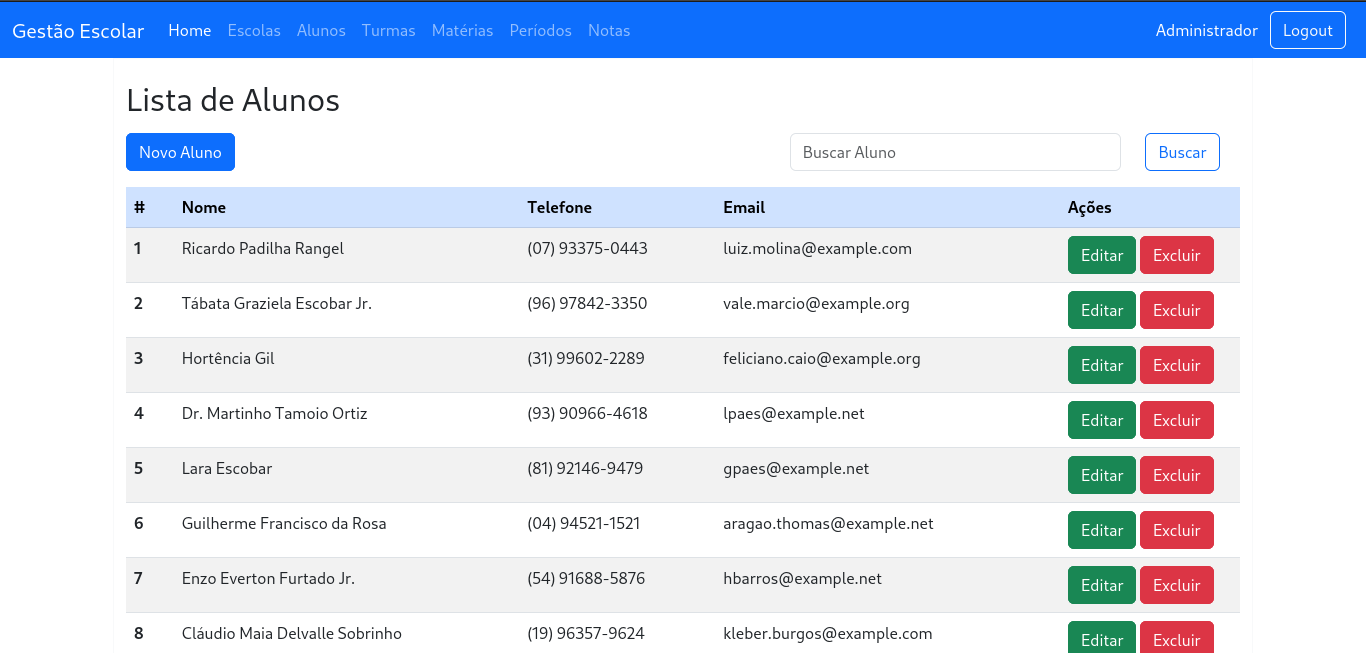 Gestão Escolar Home Escolas Alunos Turmas Matérias Períodos Notas Administrador Logout
Lista de Alunos
Novo Aluno Buscar Aluno Buscar
# Nome Telefone Email Ações
1 Ricardo Padilha Rangel (07) 93375-0443 luiz.molina@example.com Editar Excluir
2 Tábata Graziela Escobar Jr. (96) 97842-3350 vale.marcio@example.org Editar Excluir
3 Hortência Gil (31) 99602-2289 feliciano.caio@example.org Editar Excluir
4 Dr. Martinho Tamoio Ortiz (93) 90966-4618 lpaes@example.net Editar Excluir
5 Lara Escobar (81) 92146-9479 gpaes@example.net Editar Excluir
6 Guilherme Francisco da Rosa (04) 94521-1521 aragao.thomas@example.net Editar Excluir
7 Enzo Everton Furtado Jr. (54) 91688-5876 hbarros@example.net Editar Excluir
8 Cláudio Maia Delvalle Sobrinho (19) 96357-9624 kleber.burgos@example.com Editar Excluir